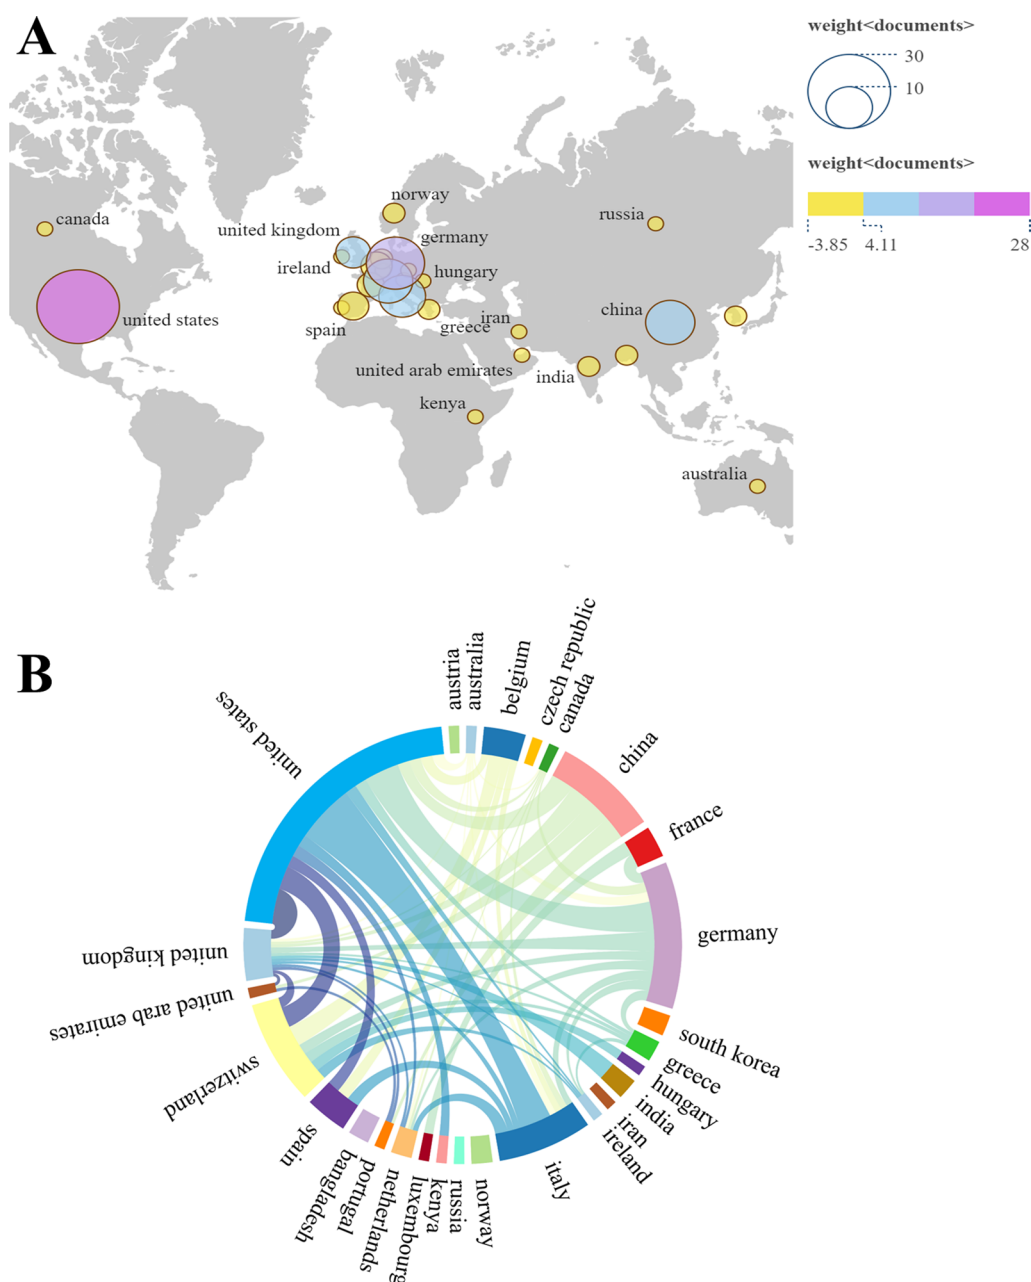 A
weight<documents>
30
10
weight<documents>
-3.85 4.11 28
norway
canada
russia
united kingdom
germany
ireland
hungary
china
iran
united states
spain
greece
united arab emirates
india
kenya
australia
B
austria
australia
belgium
czech republic
canada
china
france
germany
south korea
greece
hungary
india
iran
ireland
italy
norway
russia
kenya
luxembourg
netherlands
portugal
bangladesh
spain
switzerland
united arab emirates
united kingdom
united states